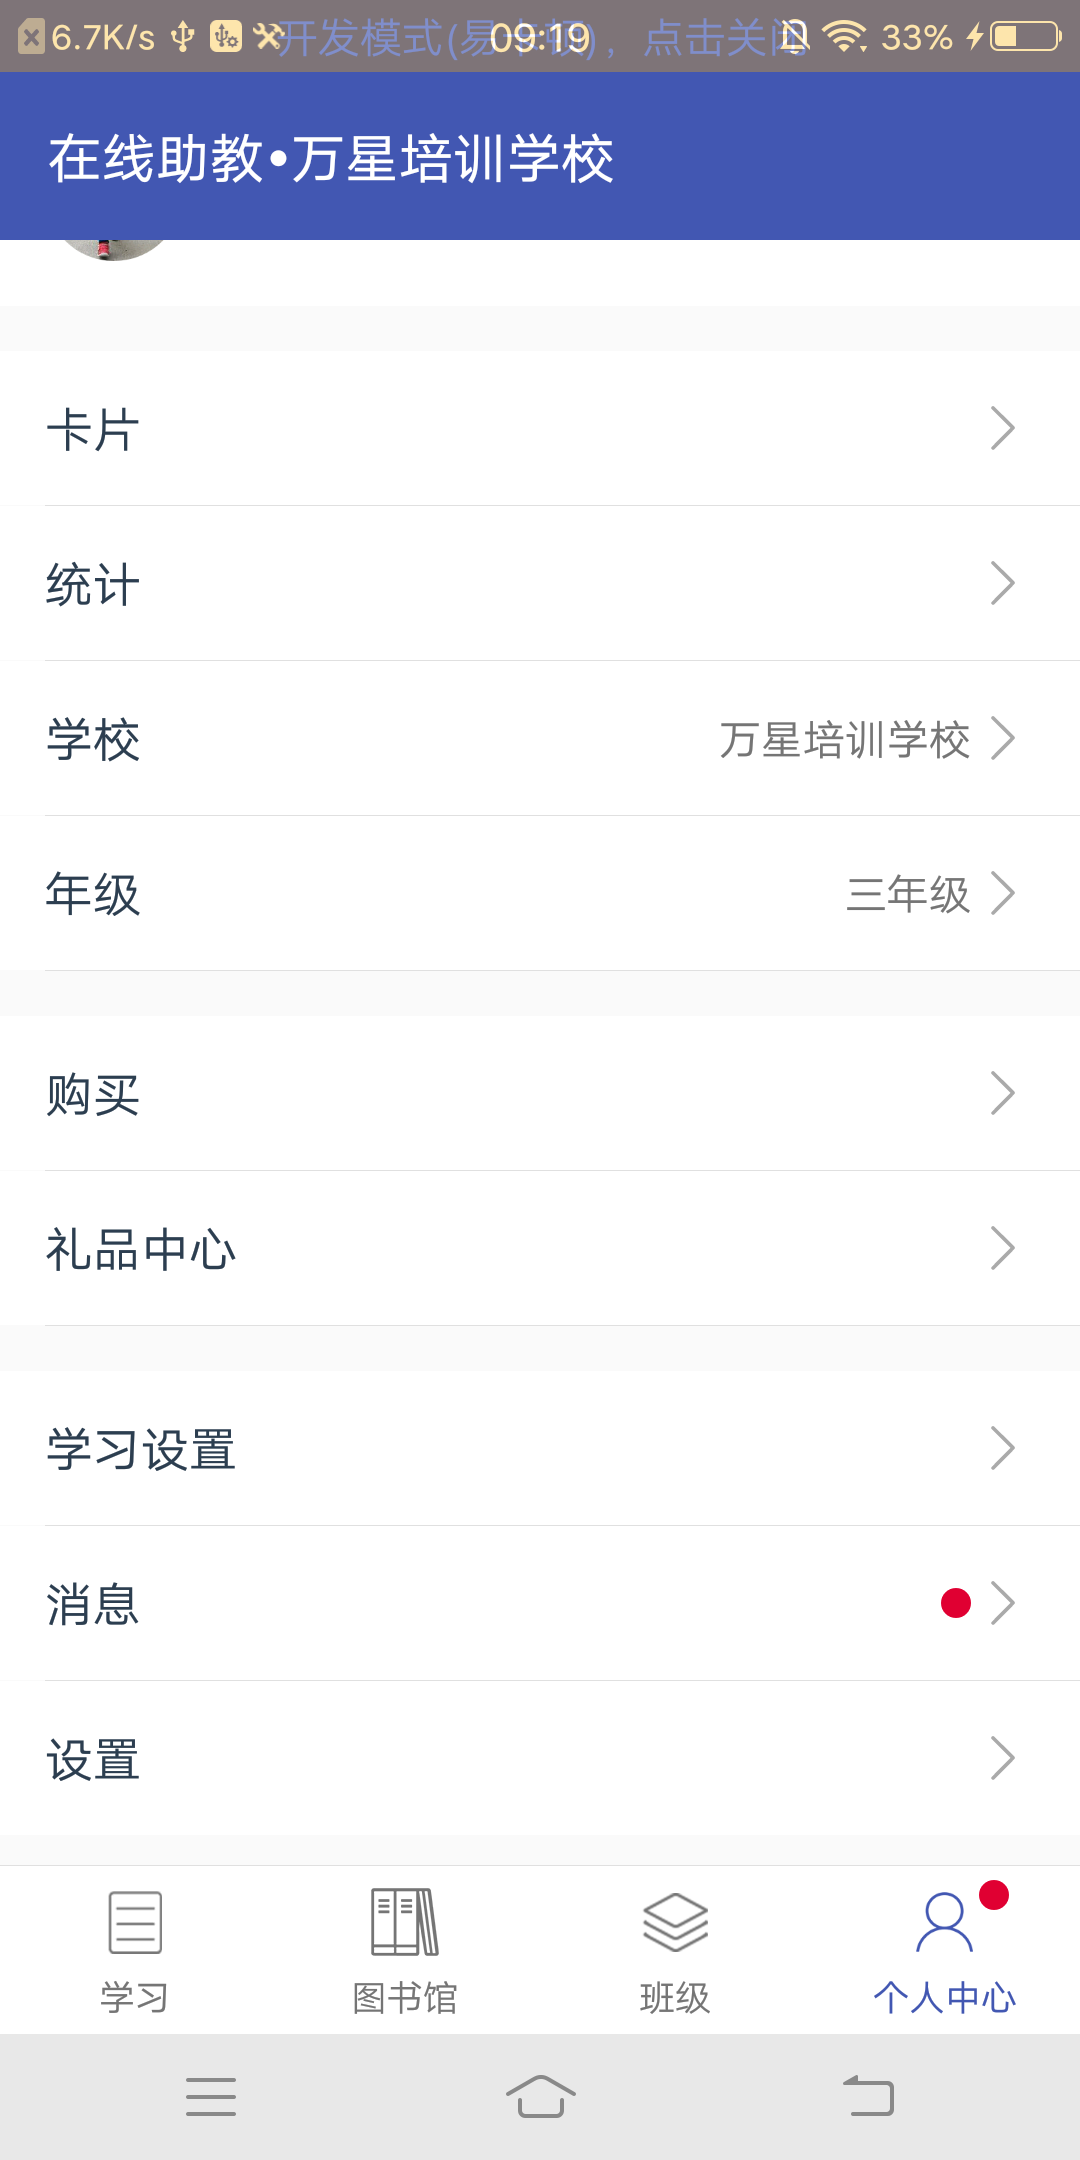 6.7K/s 开发模式(易卡顿)，点击关闭 09:19 33%
在线助教•万星培训学校
卡片
统计
学校 万星培训学校
年级 三年级
购买
礼品中心
学习设置
消息
设置
学习 图书馆 班级 个人中心